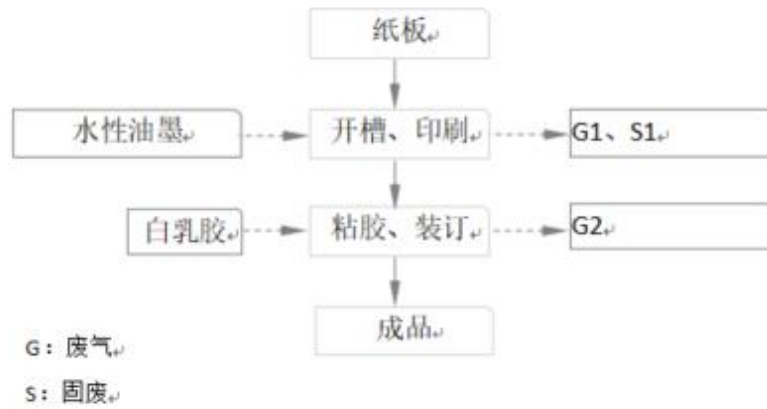 纸板
水性油墨
开槽、印刷
G1、S1
白乳胶
粘胶、装订
G2
成品
G：废气
S：固废